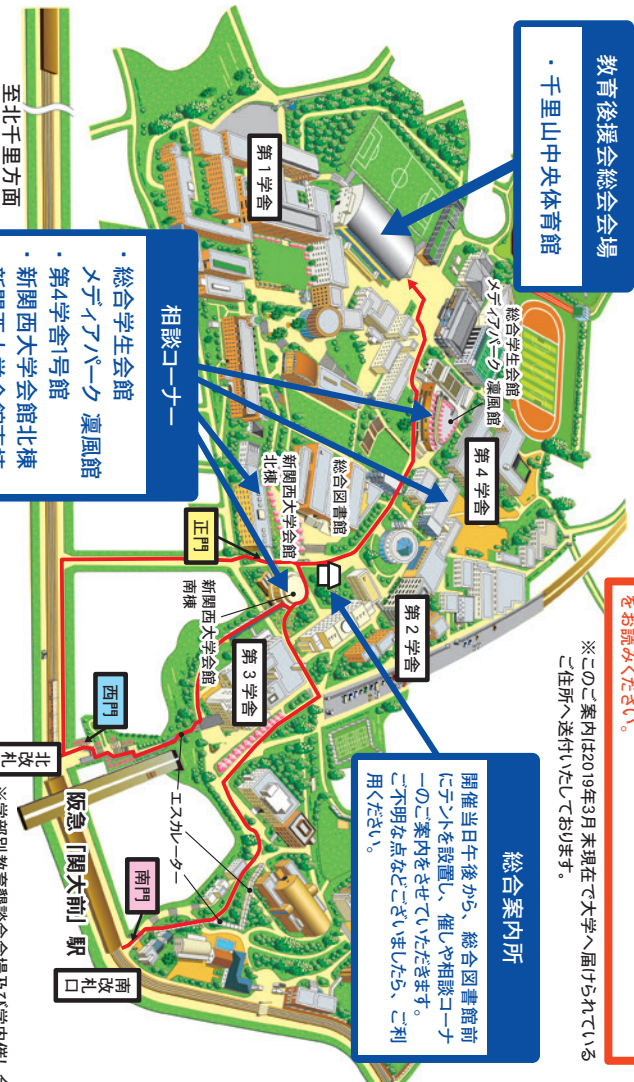 教育後援会総会会場
・千里山中央体育館
をお読みください。
※このご案内は2019年3月末現在で大学へ届けられている
ご住所へ送付いたしております。
総合案内所
開催当日午後から、総合図書館前
にテントを設置し、催しや相談コーナ
ーのご案内をさせていただきます。
ご不明な点などございましたら、ご利
用ください。
相談コーナー
・総合学生会館
メディアパーク 凜風館
・第4学舎1号館
・新関西大学会館北棟
・新関西大学会館南棟
第1学舎
総合学生会館
メディアパーク 凜風館
第4学舎
総合図書館
新関西大学会館
北棟
正門
新関西大学会館
南棟
第2学舎
第3学舎
西門
エスカレーター
南門
北改札
阪急「関大前」駅
南改札口
至北千里方面